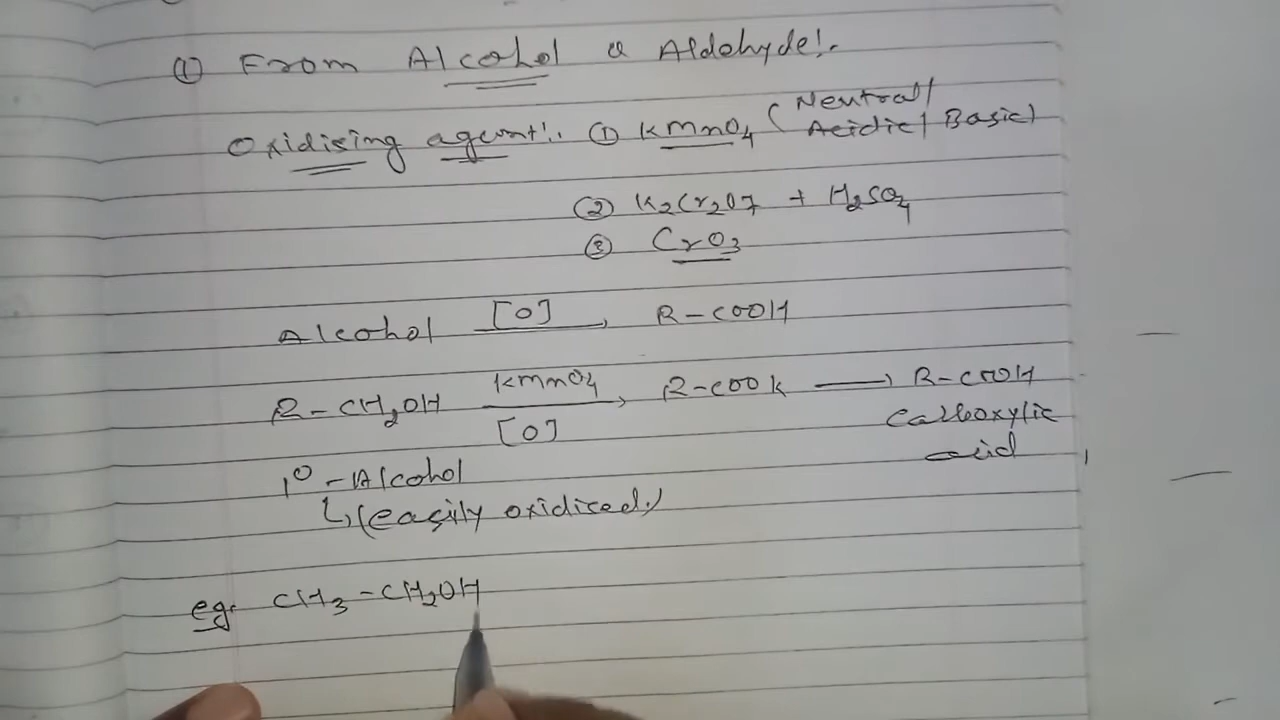 ① From Alcohol & Aldehyde:-
Oxidising agent:- ① KMnO4 (Neutral/ Acidic/ Basic)
② K2Cr2O7 + H2SO4
③ CrO3
Alcohol [O] → R-COOH
R-CH2OH KMnO4 [O] → R-COOK → R-COOH
Carboxylic acid
1° - Alcohol
↳ (easily oxidised)
eg. CH3-CH2OH